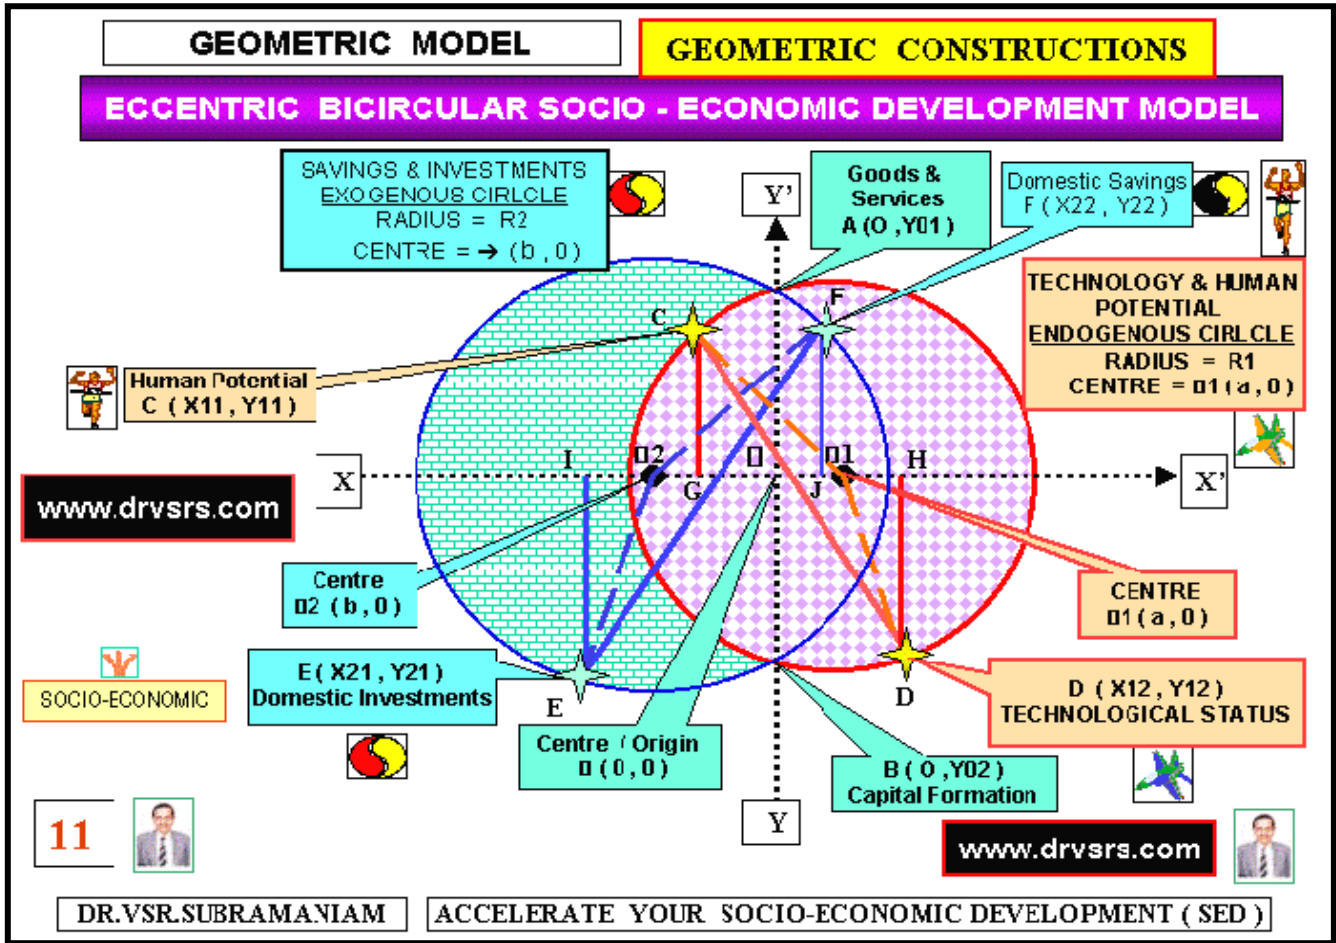 GEOMETRIC MODEL
GEOMETRIC CONSTRUCTIONS
ECCENTRIC BICIRCULAR SOCIO - ECONOMIC DEVELOPMENT MODEL
SAVINGS & INVESTMENTS
EXOGENOUS CIRLCLE
RADIUS = R2
CENTRE = ➔ (b, 0)
Y'
Goods &
Services
A (O ,Y01)
Domestic Savings
F ( X22 , Y22 )
TECHNOLOGY & HUMAN
POTENTIAL
ENDOGENOUS CIRLCLE
RADIUS = R1
CENTRE = 01(a, 0)
C
F
Human Potential
C ( X11 , Y11 )
X
I
02
G
0
J
01
H
X'
www.drvsrs.com
Centre
02 (b, 0)
CENTRE
01(a, 0)
SOCIO-ECONOMIC
E( X21, Y21)
Domestic Investments
E
Centre / Origin
0 (0, 0)
D
D ( X12 , Y12 )
TECHNOLOGICAL STATUS
B ( O ,Y02 )
Capital Formation
Y
11
www.drvsrs.com
DR.VSR.SUBRAMANIAM
ACCELERATE YOUR SOCIO-ECONOMIC DEVELOPMENT ( SED )